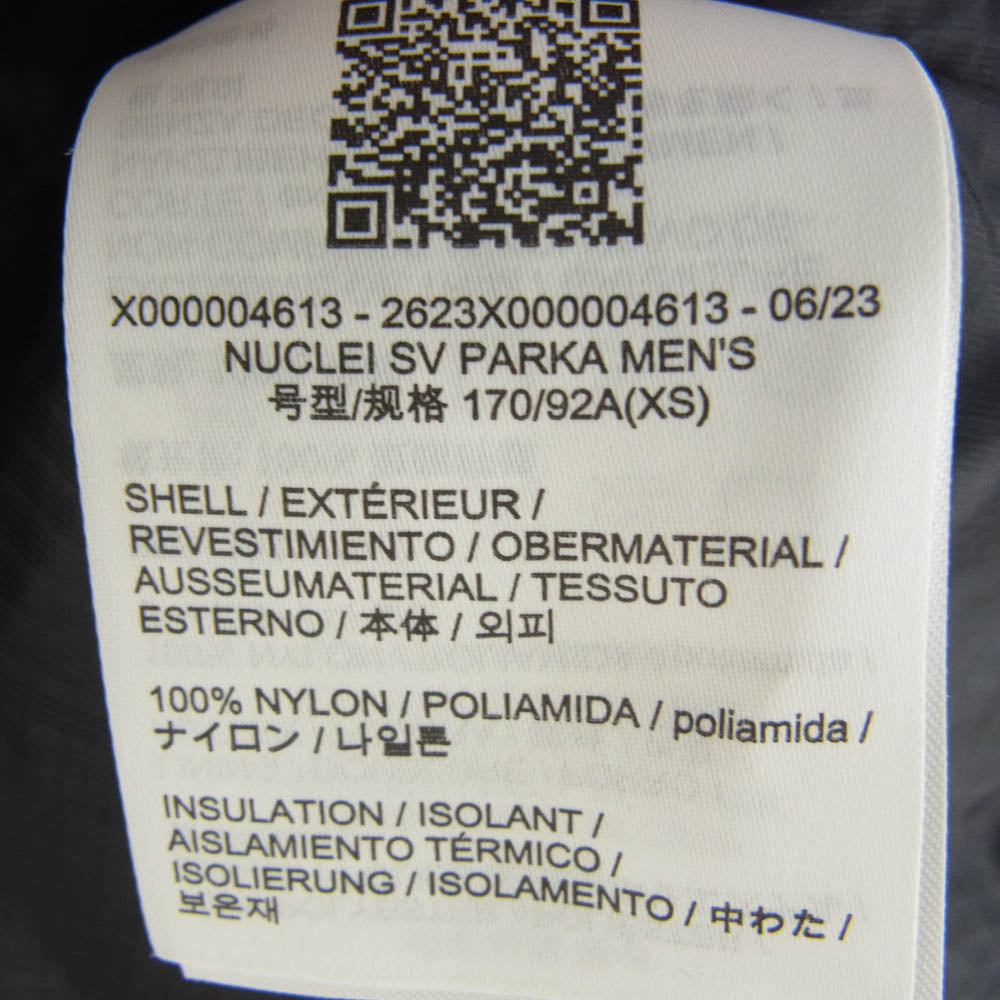 X000004613 - 2623X000004613 - 06/23
NUCLEI SV PARKA MEN'S
号型/规格 170/92A(XS)
SHELL / EXTÉRIEUR /
REVESTIMIENTO / OBERMATERIAL /
AUSSEUMATERIAL / TESSUTO
ESTERNO / 本体 / 외피
100% NYLON / POLIAMIDA / poliamida /
ナイロン / 나일론
INSULATION / ISOLANT /
AISLAMIENTO TÉRMICO /
ISOLIERUNG / ISOLAMENTO / 中わた /
보온재